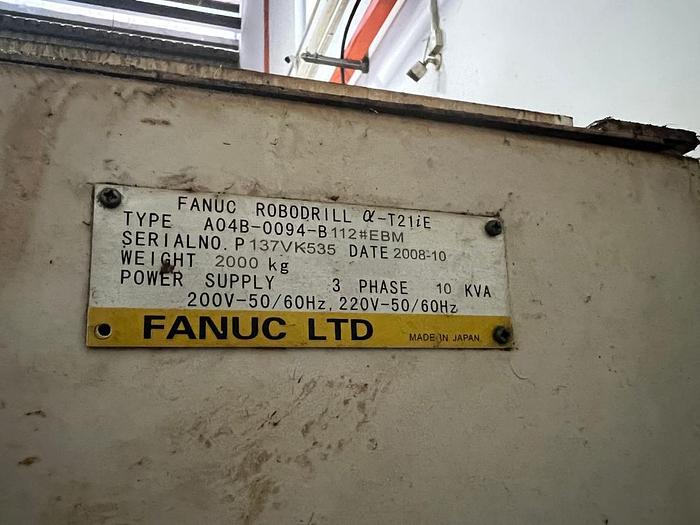 FANUC ROBODRILL α-T21iE
TYPE A04B-0094-B112#EBM
SERIALNO. P137VK535 DATE 2008-10
WEIGHT 2000 kg
POWER SUPPLY 3 PHASE 10 KVA
200V-50/60Hz, 220V-50/60Hz
FANUC LTD MADE IN JAPAN